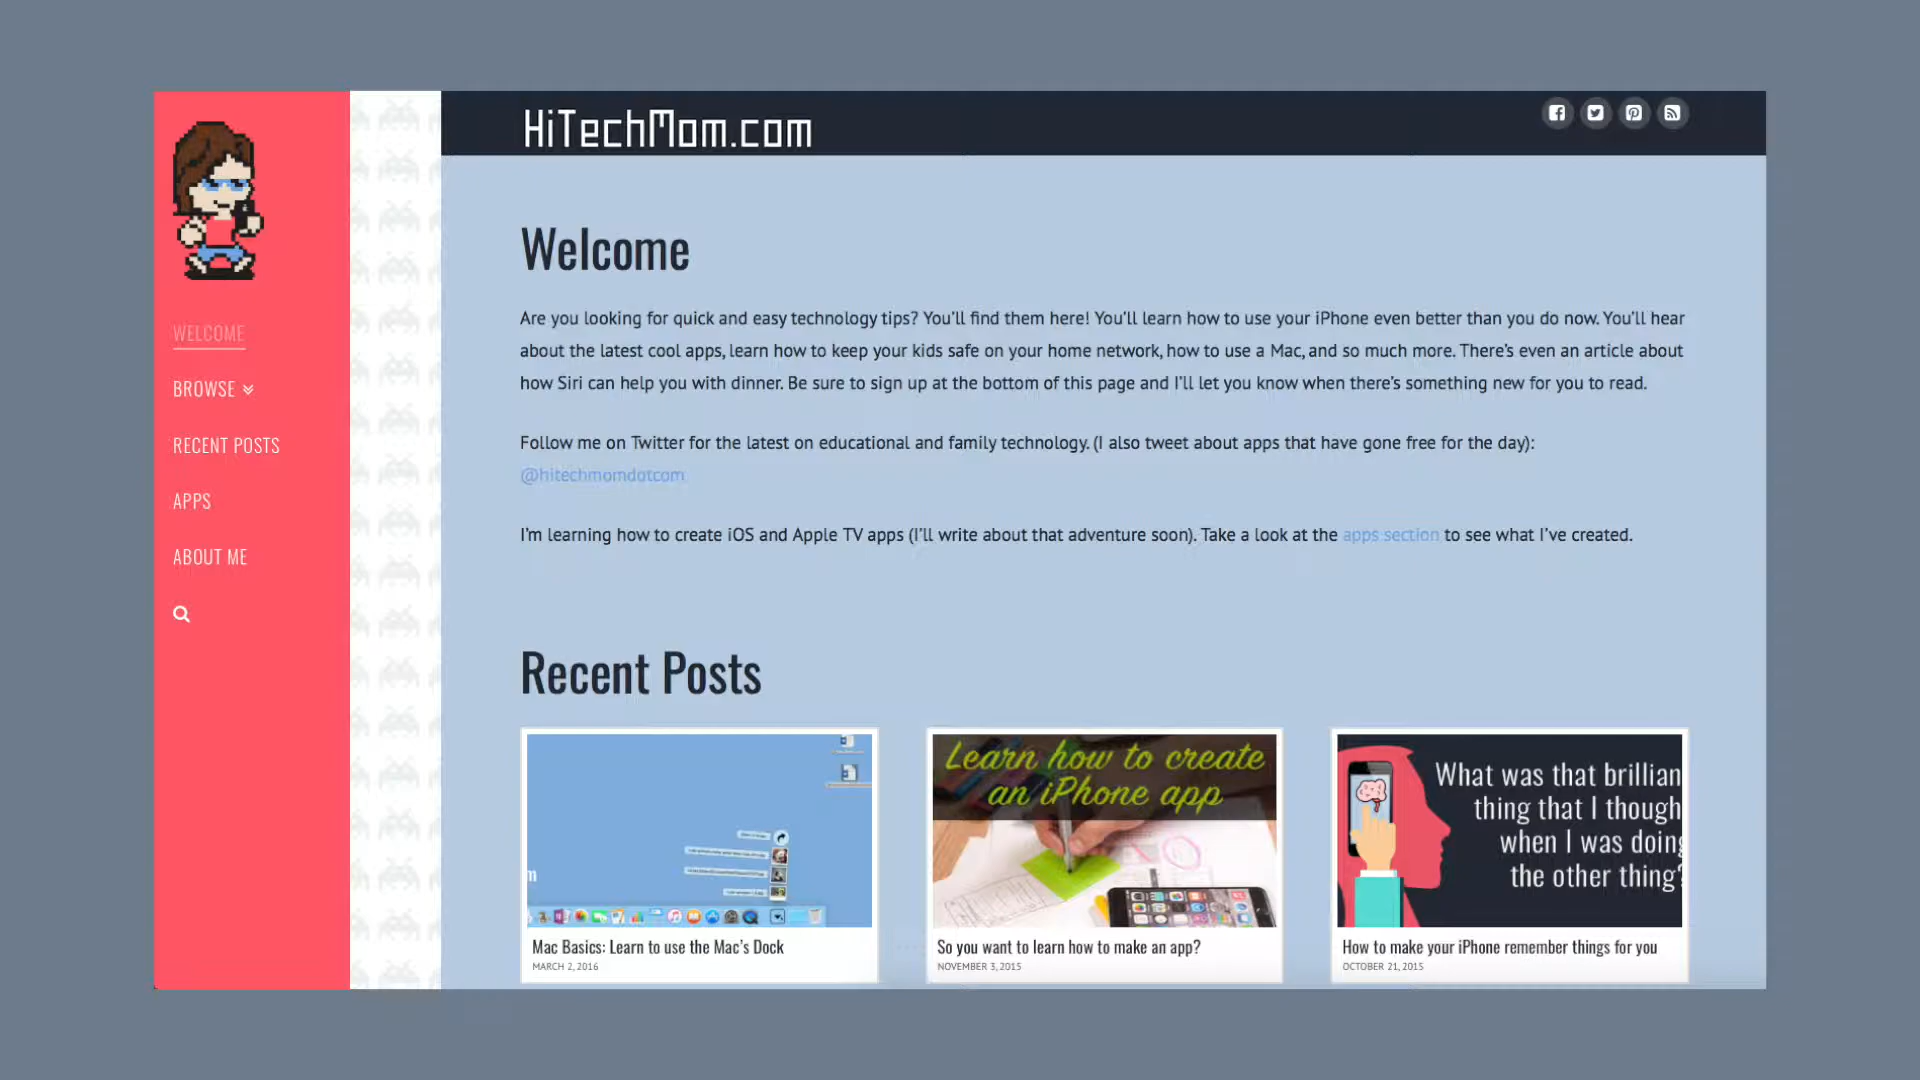 HiTechMom.com
WELCOME
BROWSE
RECENT POSTS
APPS
ABOUT ME
Welcome
Are you looking for quick and easy technology tips? You'll find them here! You'll learn how to use your iPhone even better than you do now. You'll hear
about the latest cool apps, learn how to keep your kids safe on your home network, how to use a Mac, and so much more. There's even an article about
how Siri can help you with dinner. Be sure to sign up at the bottom of this page and I'll let you know when there's something new for you to read.
Follow me on Twitter for the latest on educational and family technology. (I also tweet about apps that have gone free for the day):
@hitechmomdotcom
I'm learning how to create iOS and Apple TV apps (I'll write about that adventure soon). Take a look at the apps section to see what I've created.
Recent Posts
Learn how to create
an iPhone app
What was that brillian
thing that I though
when I was doing
the other thing?
Mac Basics: Learn to use the Mac's Dock
MARCH 2, 2016
So you want to learn how to make an app?
NOVEMBER 3, 2015
How to make your iPhone remember things for you
OCTOBER 21, 2015